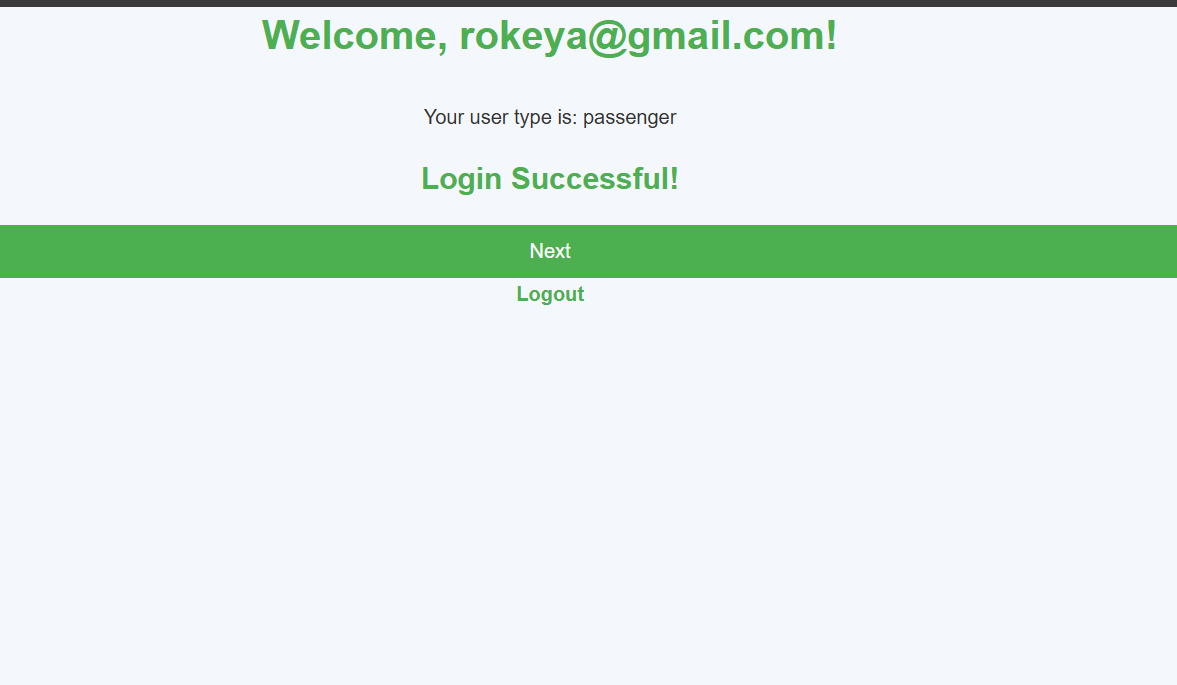 Welcome, rokeya@gmail.com!
Your user type is: passenger
Login Successful!
Next
Logout